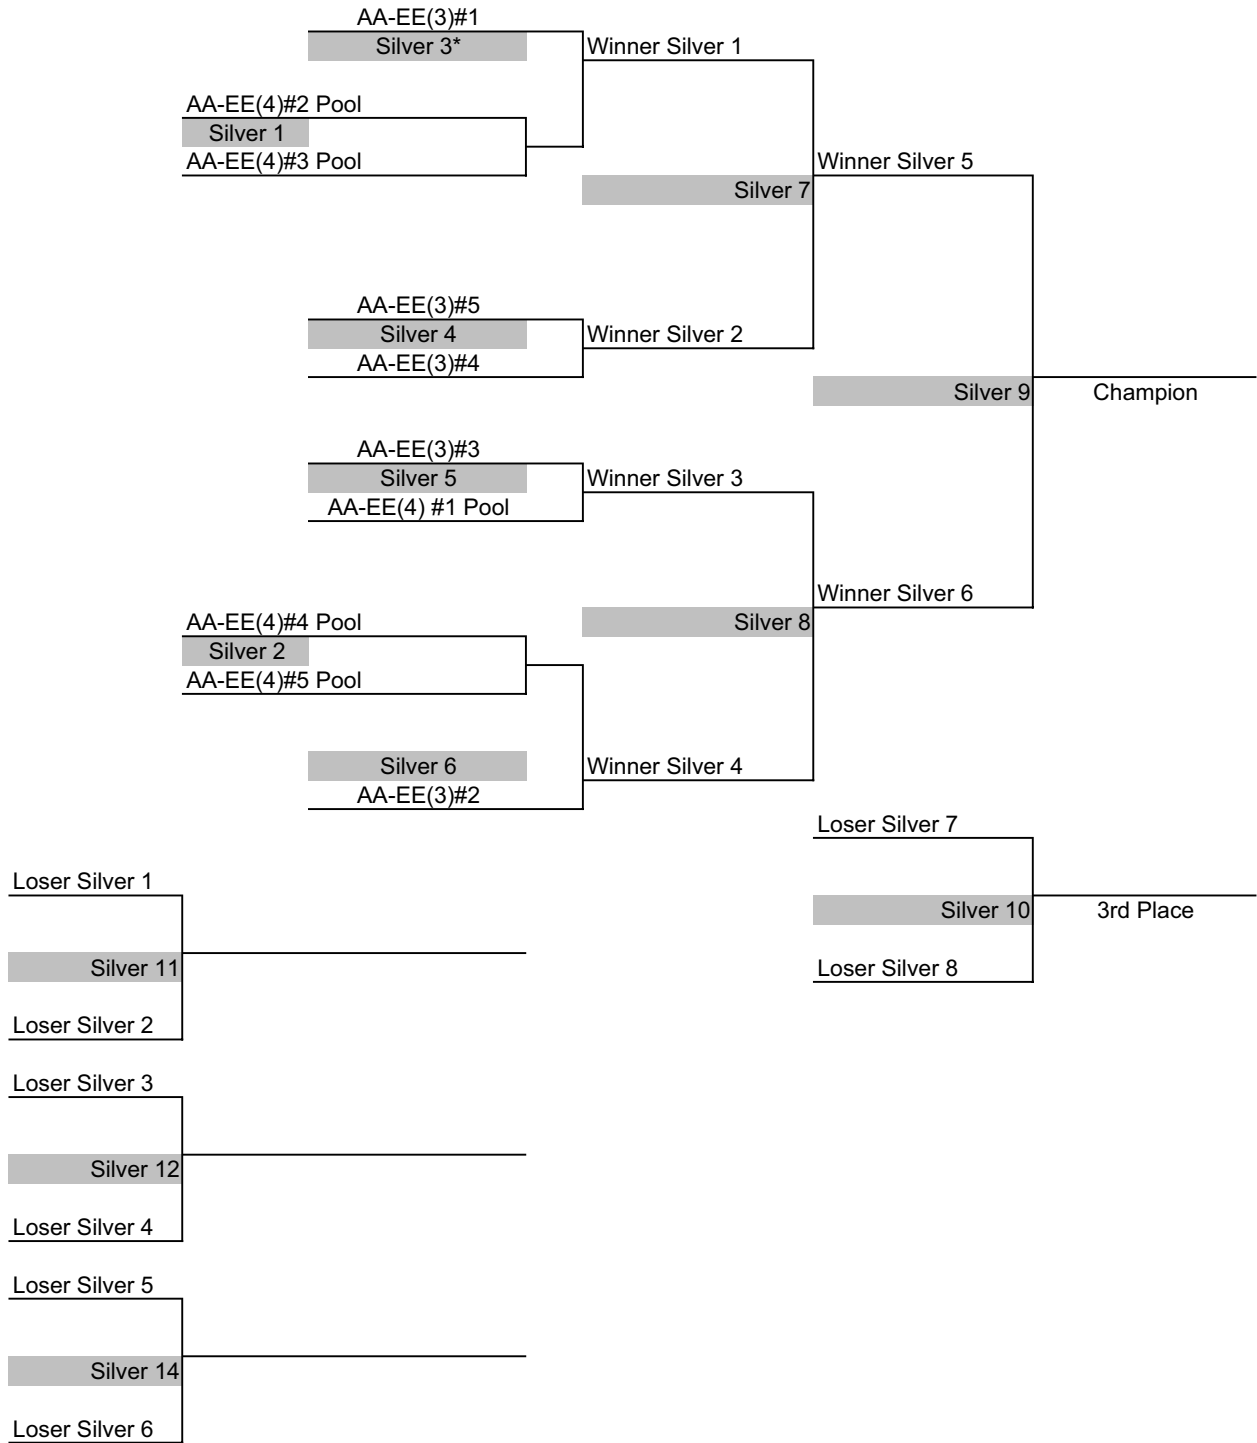 AA-EE(3)#1
Silver 3*
Winner Silver 1
AA-EE(4)#2 Pool
Silver 1
AA-EE(4)#3 Pool
Winner Silver 5
Silver 7
AA-EE(3)#5
Silver 4
Winner Silver 2
AA-EE(3)#4
Silver 9
Champion
AA-EE(3)#3
Silver 5
Winner Silver 3
AA-EE(4) #1 Pool
Winner Silver 6
AA-EE(4)#4 Pool
Silver 8
Silver 2
AA-EE(4)#5 Pool
Silver 6
Winner Silver 4
AA-EE(3)#2
Loser Silver 7
Loser Silver 1
Silver 10
3rd Place
Silver 11
Loser Silver 8
Loser Silver 2
Loser Silver 3
Silver 12
Loser Silver 4
Loser Silver 5
Silver 14
Loser Silver 6